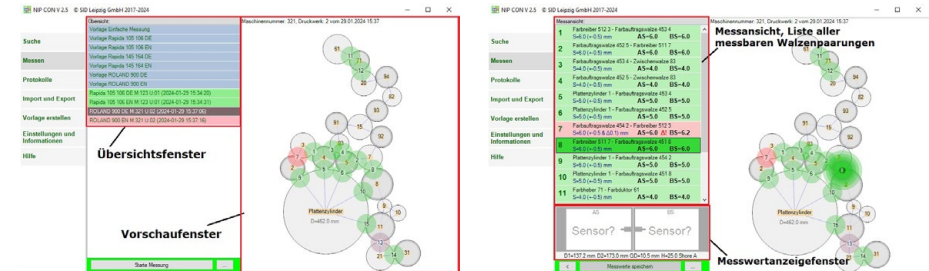 NIP CON V 2.5 © SID Leipzig GmbH 2017-2024
Übersicht:
Maschinennummer: 321, Druckwerk: 2 vom 29.01.2024 15:37
Suche
Messen
Protokolle
Import und Export
Vorlage erstellen
Einstellungen und
Informationen
Hilfe
Vorlage Einfache Messung
Vorlage Rapida 105 106 DE
Vorlage Rapida 105 106 EN
Vorlage Rapida 145 164 DE
Vorlage Rapida 145 164 EN
Vorlage ROLAND 900 DE
Vorlage ROLAND 900 EN
Rapida 105 106 DE M:123 U:01 (2024-01-29 15:34:20)
Rapida 105 106 EN M:123 U:01 (2024-01-29 15:34:21)
ROLAND 900 DE M:321 U:02 (2024-01-29 15:37:06)
ROLAND 900 EN M:321 U:02 (2024-01-29 15:37:16)
Übersichtsfenster
Vorschaufenster
Plattenzylinder
D=462.0 mm
Starte Messung
...
NIP CON V 2.5 © SID Leipzig GmbH 2017-2024
Messansicht:
Maschinennummer: 321, Druckwerk: 2 vom 29.01.2024 15:37
Suche
Messen
Protokolle
Import und Export
Vorlage erstellen
Einstellungen und
Informationen
Hilfe
1 Farbreiber 512 3 - Farbauftragswalze 453 4
S=6.0 (+-0.5) mm AS=6.0 BS=6.0
2 Farbauftragswalze 452 5 - Farbreiber 511 7
S=6.0 (+-0.5) mm AS=6.0 BS=6.0
3 Farbauftragswalze 453 4 - Zwischenwalze 83
S=4.0 (+-0.5) mm AS=4.0 BS=4.0
4 Farbauftragswalze 452 5 - Zwischenwalze 83
S=4.0 (+-0.5) mm AS=4.0 BS=4.0
5 Plattenzylinder 1 - Farbauftragswalze 453 4
S=5.0 (+-0.5) mm AS=5.0 BS=5.0
6 Plattenzylinder 1 - Farbauftragswalze 452 5
S=5.0 (+-0.5) mm AS=5.0 BS=5.0
7 Farbauftragswalze 454 2 - Farbreiber 512 3
S=6.0 (+-0.5 & Δ0.1) mm AS=6.0 Δ! BS=6.2
8 Farbreiber 511 7 - Farbauftragswalze 451 8
S=6.0 (+-0.5) mm AS=6.0 BS=6.0
9 Plattenzylinder 1 - Farbauftragswalze 454 2
S=5.0 (+-0.5) mm AS=5.0 BS=5.0
10 Plattenzylinder 1 - Farbauftragswalze 451 8
S=5.0 (+-0.5) mm AS=5.0 BS=5.0
11 Farbheber 71 - Farbduktor 61
S=4.0 (+-0.5) mm AS=4.0 BS=4.0
Messansicht, Liste aller
messbaren Walzenpaarungen
AS BS
Sensor? Sensor?
D1=137.2 mm D2=173.0 mm GD=10.5 mm H=25.0 Shore A
< Messwerte speichern ...
Messwertanzeigefenster
Plattenzylinder
D=462.0 mm